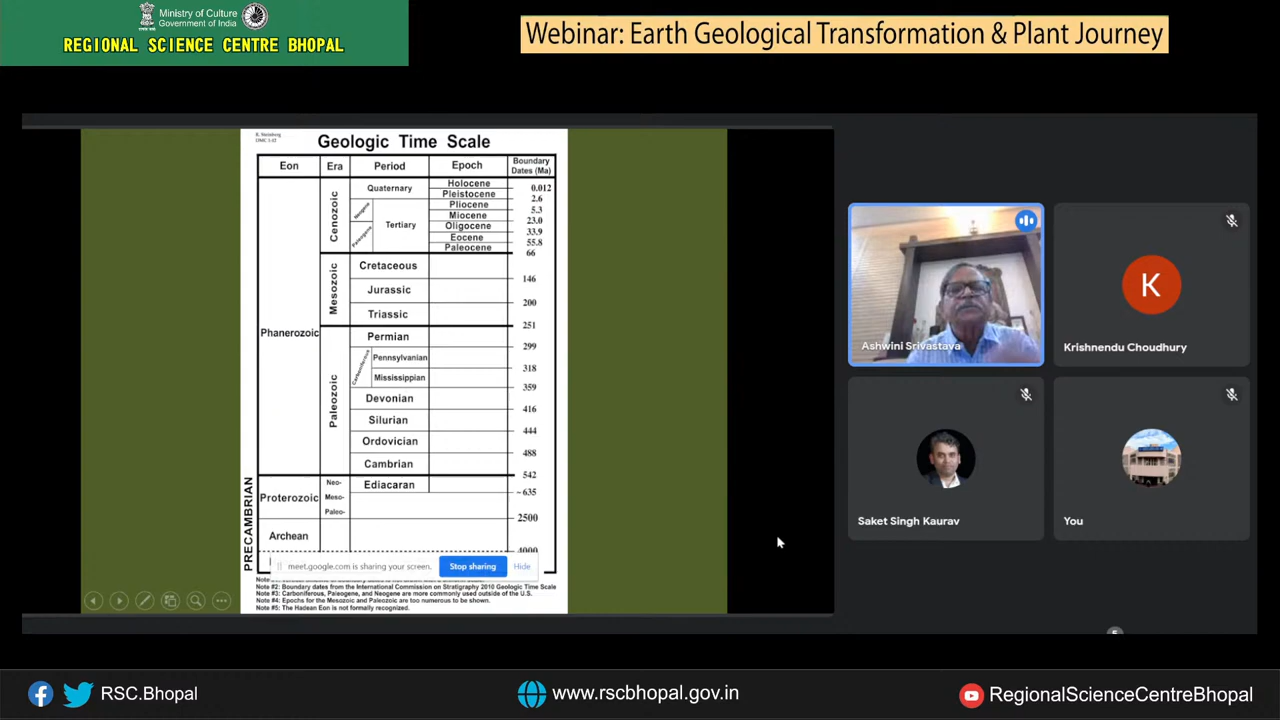 Ministry of Culture
Government of India
REGIONAL SCIENCE CENTRE BHOPAL
Webinar: Earth Geological Transformation & Plant Journey
Geologic Time Scale
Eon Era Period Epoch Boundary Dates (Ma)
Phanerozoic
Cenozoic
Quaternary
Neogene
Paleogene
Tertiary
Holocene
0.012
Pleistocene
2.6
Pliocene
5.3
Miocene
23.0
Oligocene
33.9
Eocene
55.8
Paleocene
66
Mesozoic
Cretaceous
146
Jurassic
200
Triassic
251
Paleozoic
Permian
299
Carboniferous
Pennsylvanian
318
Mississippian
359
Devonian
416
Silurian
444
Ordovician
488
Cambrian
542
PRECAMBRIAN
Proterozoic
Neo-
Meso-
Paleo-
Ediacaran
~635
2500
Archean
4000
meet.google.com is sharing your screen.
Stop sharing
Hide
Note #2: Boundary dates from the International Commission on Stratigraphy 2010 Geologic Time Scale
Note #3: Carboniferous, Paleogene, and Neogene are more commonly used outside of the U.S.
Note #4: Epochs for the Mesozoic and Paleozoic are too numerous to be shown.
Note #5: The Hadean Eon is not formally recognized.
Ashwini Srivastava
K
Krishnendu Choudhury
Saket Singh Kaurav
You
RSC.Bhopal
www.rscbhopal.gov.in
RegionalScienceCentreBhopal